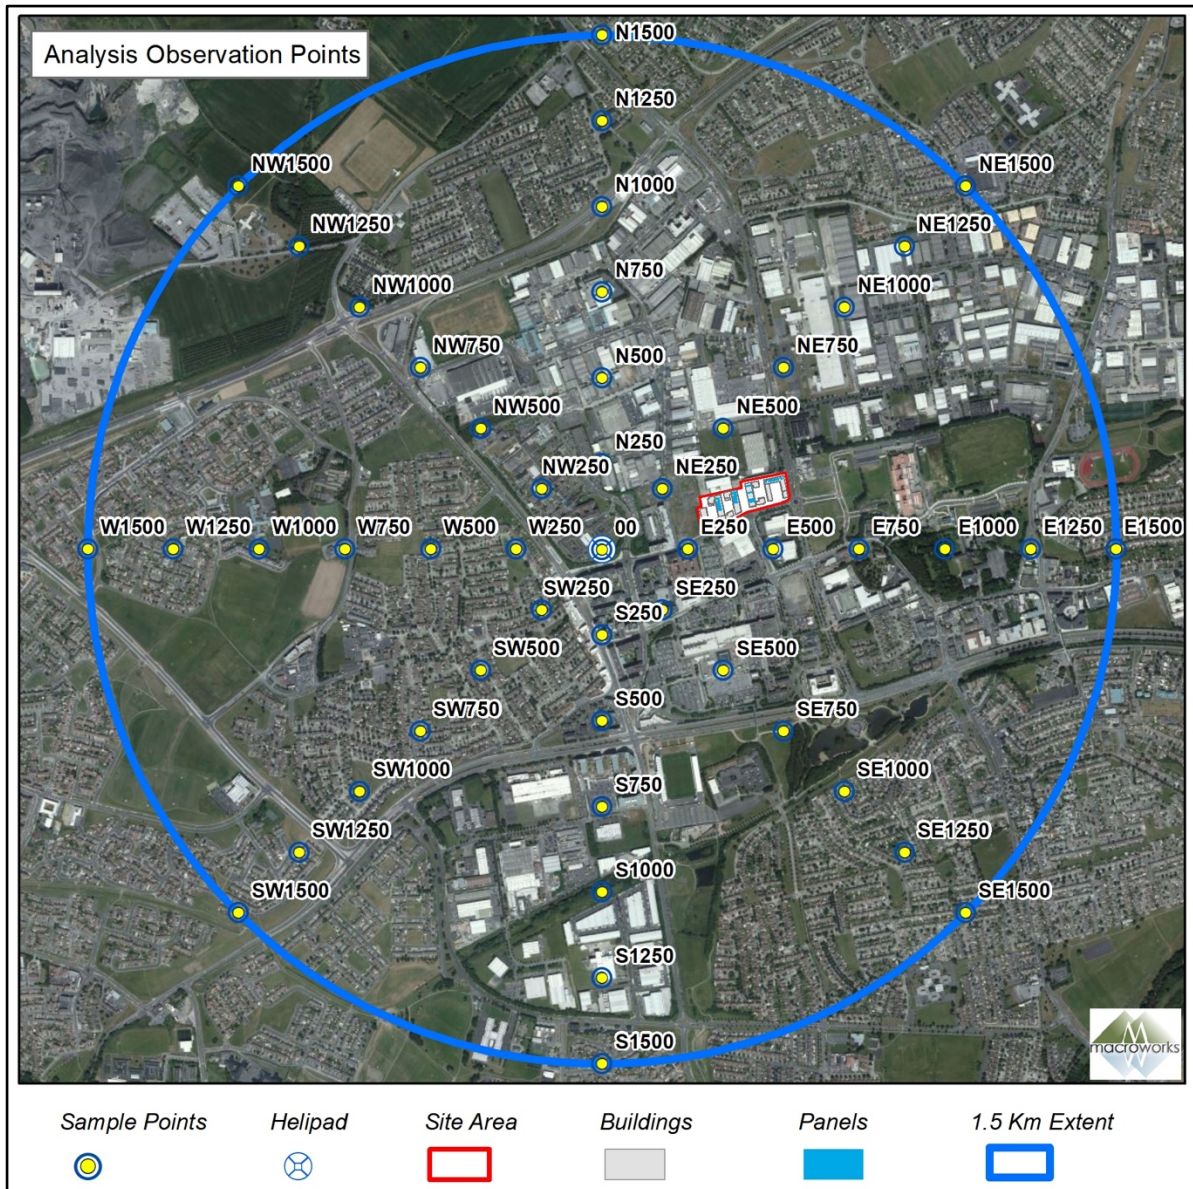 Analysis Observation Points
N1500
N1250
NW1500
NE1500
N1000
NW1250
NE1250
N750
NW1000
NE1000
NW750
NE750
N500
NW500
NE500
N250
NW250
NE250
W1500
W1250
W1000
W750
W500
W250
00
E250
E500
E750
E1000
E1250
E1500
SW250
SE250
S250
SW500
SE500
S500
SW750
SE750
SW1000
SE1000
S750
SW1250
SE1250
S1000
SW1500
SE1500
S1250
S1500
macroworks
Sample Points
Helipad
Site Area
Buildings
Panels
1.5 Km Extent